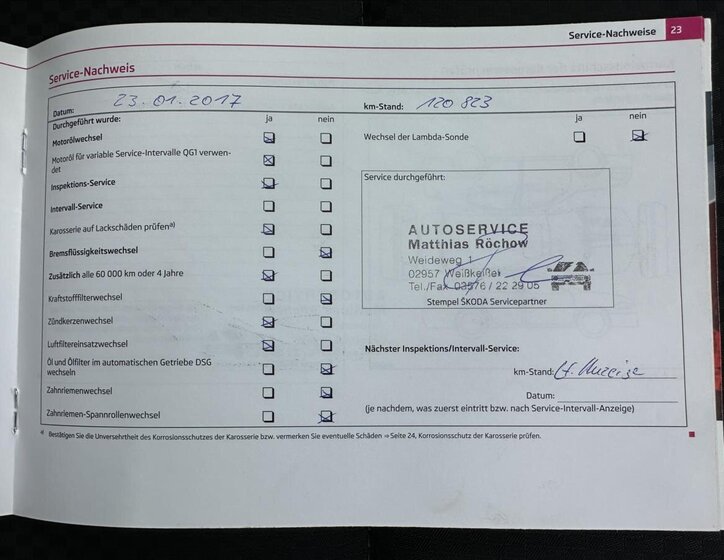 Service-Nachweise 23
Service-Nachweis
Datum: 23.01.2017 km-Stand: 120 823
Durchgeführt wurde: ja nein
Motorölwechsel
Motoröl für variable Service-Intervalle QG1 verwen-
det
Inspektions-Service
Intervall-Service
Karosserie auf Lackschäden prüfen a)
Bremsflüssigkeitswechsel
Zusätzlich alle 60 000 km oder 4 Jahre
Kraftstofffilterwechsel
Zündkerzenwechsel
Luftfiltereinsatzwechsel
Öl und Ölfilter im automatischen Getriebe DSG
wechseln
Zahnriemenwechsel
Zahnriemen-Spannrollenwechsel
ja nein
Wechsel der Lambda-Sonde
Service durchgeführt:
AUTOSERVICE
Matthias Röchow
Weideweg 1
02957 Weißkeißel
Tel./Fax 03576 / 22 29 05
Stempel ŠKODA Servicepartner
Nächster Inspektions/Intervall-Service:
km-Stand: lt. Anzeige
Datum:
(je nachdem, was zuerst eintritt bzw. nach Service-Intervall-Anzeige)
a) Bestätigen Sie die Unversehrtheit des Korrosionsschutzes der Karosserie bzw. vermerken Sie eventuelle Schäden ⇒ Seite 24, Korrosionsschutz der Karosserie prüfen.